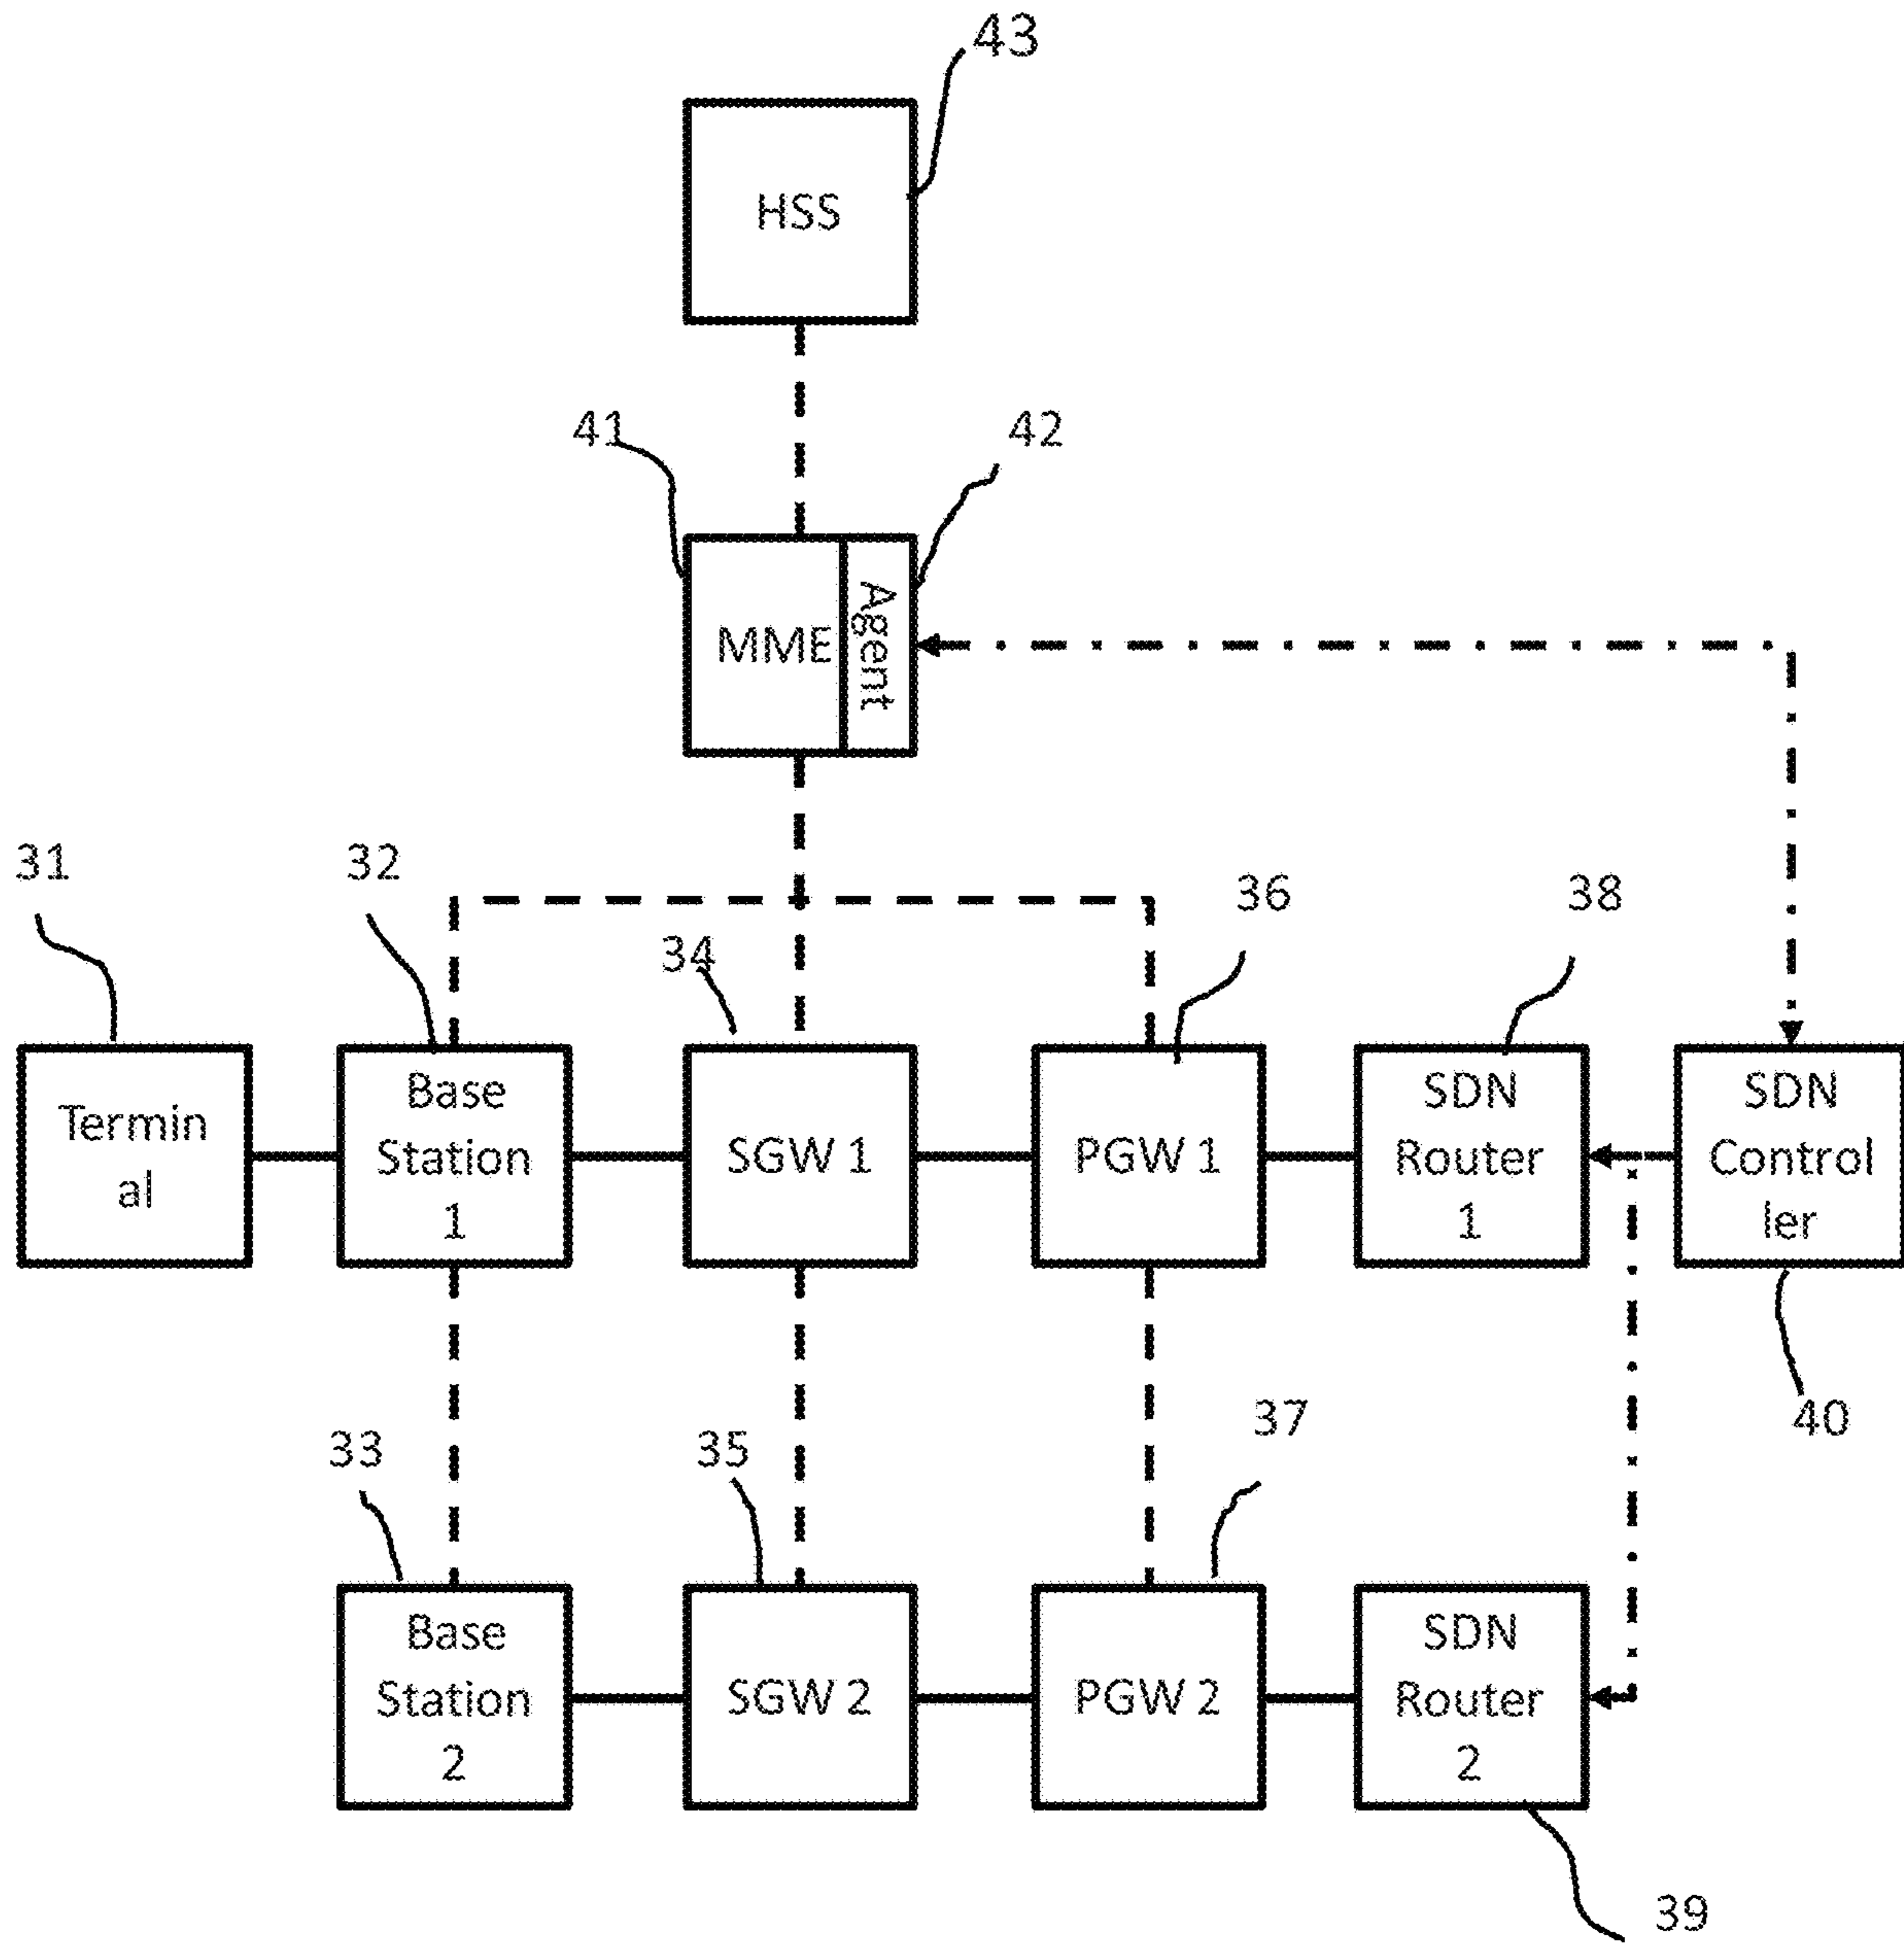 43
HSS
41
42
MME
Agent
31
32
34
36
38
Termin
al
Base
Station
1
SGW 1
PGW 1
SDN
Router
1
SDN
Control
ler
40
33
35
37
Base
Station
2
SGW 2
PGW 2
SDN
Router
2
39